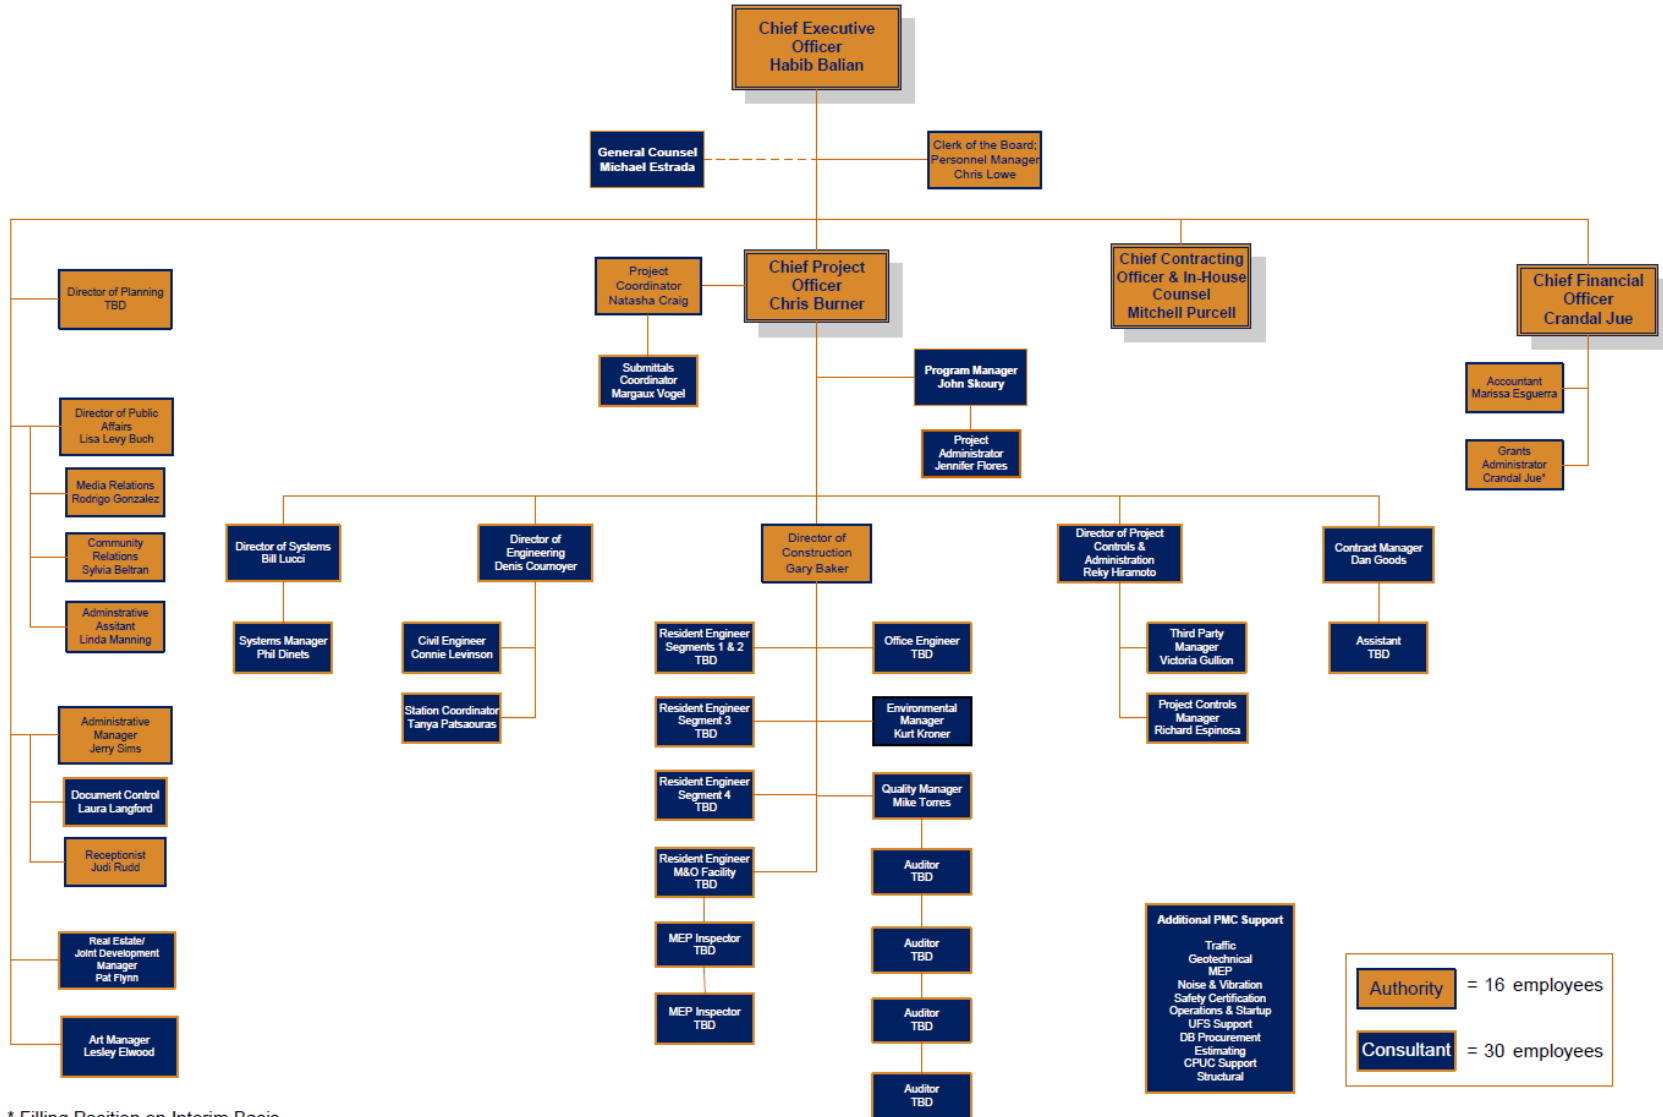 Chief Executive
Officer
Habib Balian
General Counsel
Michael Estrada
Clerk of the Board;
Personnel Manager
Chris Lowe
Director of Planning
TBD
Project
Coordinator
Natasha Craig
Chief Project
Officer
Chris Burner
Chief Contracting
Officer & In-House
Counsel
Mitchell Purcell
Chief Financial
Officer
Crandal Jue
Submittals
Coordinator
Margaux Vogel
Program Manager
John Skoury
Project
Administrator
Jennifer Flores
Accountant
Marissa Esguerra
Grants
Administrator
Crandal Jue*
Director of Public
Affairs
Lisa Levy Buch
Media Relations
Rodrigo Gonzalez
Community
Relations
Sylvia Beltran
Adminstrative
Assitant
Linda Manning
Director of Systems
Bill Lucci
Director of
Engineering
Denis Cournoyer
Director of
Construction
Gary Baker
Director of Project
Controls &
Administration
Reky Hiramoto
Contract Manager
Dan Goods
Systems Manager
Phil Dinets
Civil Engineer
Connie Levinson
Station Coordinator
Tanya Patsaouras
Resident Engineer
Segments 1 & 2
TBD
Office Engineer
TBD
Third Party
Manager
Victoria Gullion
Assistant
TBD
Resident Engineer
Segment 3
TBD
Environmental
Manager
Kurt Kroner
Project Controls
Manager
Richard Espinosa
Administrative
Manager
Jerry Sims
Document Control
Laura Langford
Receptionist
Judi Rudd
Resident Engineer
Segment 4
TBD
Quality Manager
Mike Torres
Resident Engineer
M&O Facility
TBD
Auditor
TBD
MEP Inspector
TBD
Auditor
TBD
MEP Inspector
TBD
Auditor
TBD
Auditor
TBD
Real Estate/
Joint Development
Manager
Pat Flynn
Art Manager
Lesley Elwood
Additional PMC Support
Traffic
Geotechnical
MEP
Noise & Vibration
Safety Certification
Operations & Startup
UFS Support
DB Procurement
Estimating
CPUC Support
Structural
Authority = 16 employees
Consultant = 30 employees
* Filling Position on Interim Basis